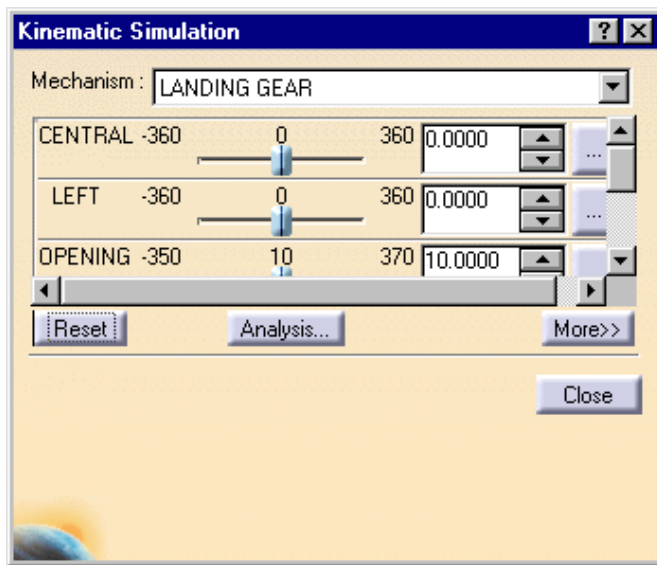 Kinematic Simulation ? X
Mechanism : LANDING GEAR
CENTRAL -360 0 360 0.0000 ...
LEFT -360 0 360 0.0000 ...
OPENING -350 10 370 10.0000
Reset Analysis... More>>
Close